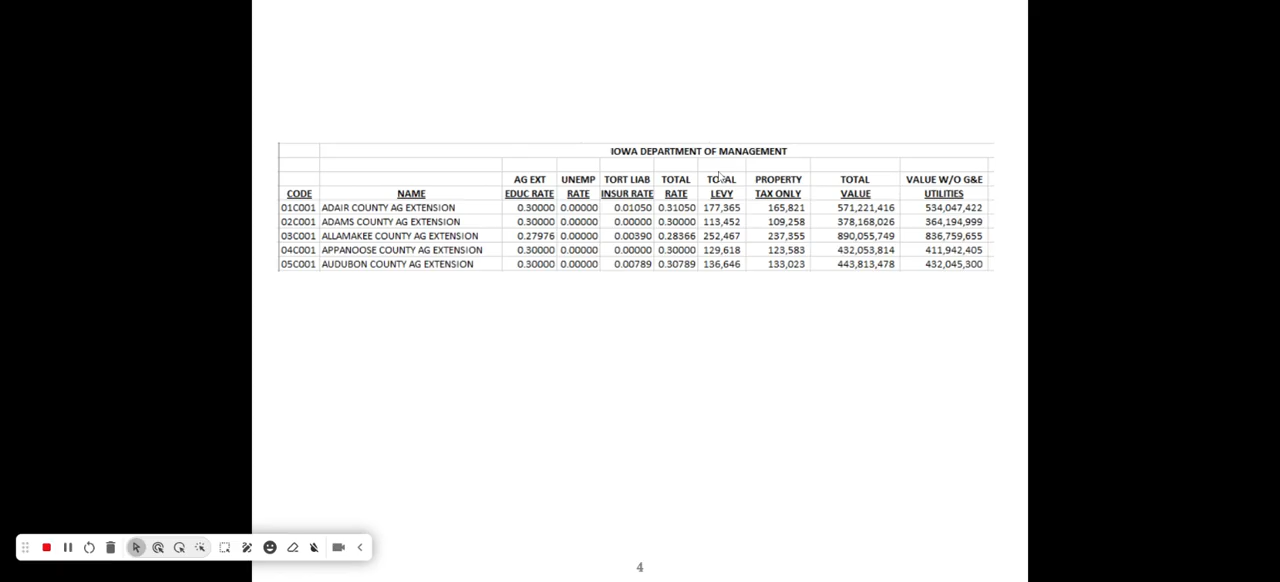 IOWA DEPARTMENT OF MANAGEMENT
AG EXT UNEMP TORT LIAB TOTAL TOTAL PROPERTY TOTAL VALUE W/O G&E
CODE NAME EDUC RATE RATE INSUR RATE RATE LEVY TAX ONLY VALUE UTILITIES
01C001 ADAIR COUNTY AG EXTENSION 0.30000 0.00000 0.01050 0.31050 177,365 165,821 571,221,416 534,047,422
02C001 ADAMS COUNTY AG EXTENSION 0.30000 0.00000 0.00000 0.30000 113,452 109,258 378,168,026 364,194,999
03C001 ALLAMAKEE COUNTY AG EXTENSION 0.27976 0.00000 0.00390 0.28366 252,467 237,355 890,055,749 836,759,655
04C001 APPANOOSE COUNTY AG EXTENSION 0.30000 0.00000 0.00000 0.30000 129,618 123,583 432,053,814 411,942,405
05C001 AUDUBON COUNTY AG EXTENSION 0.30000 0.00000 0.00789 0.30789 136,646 133,023 443,813,478 432,045,300
4